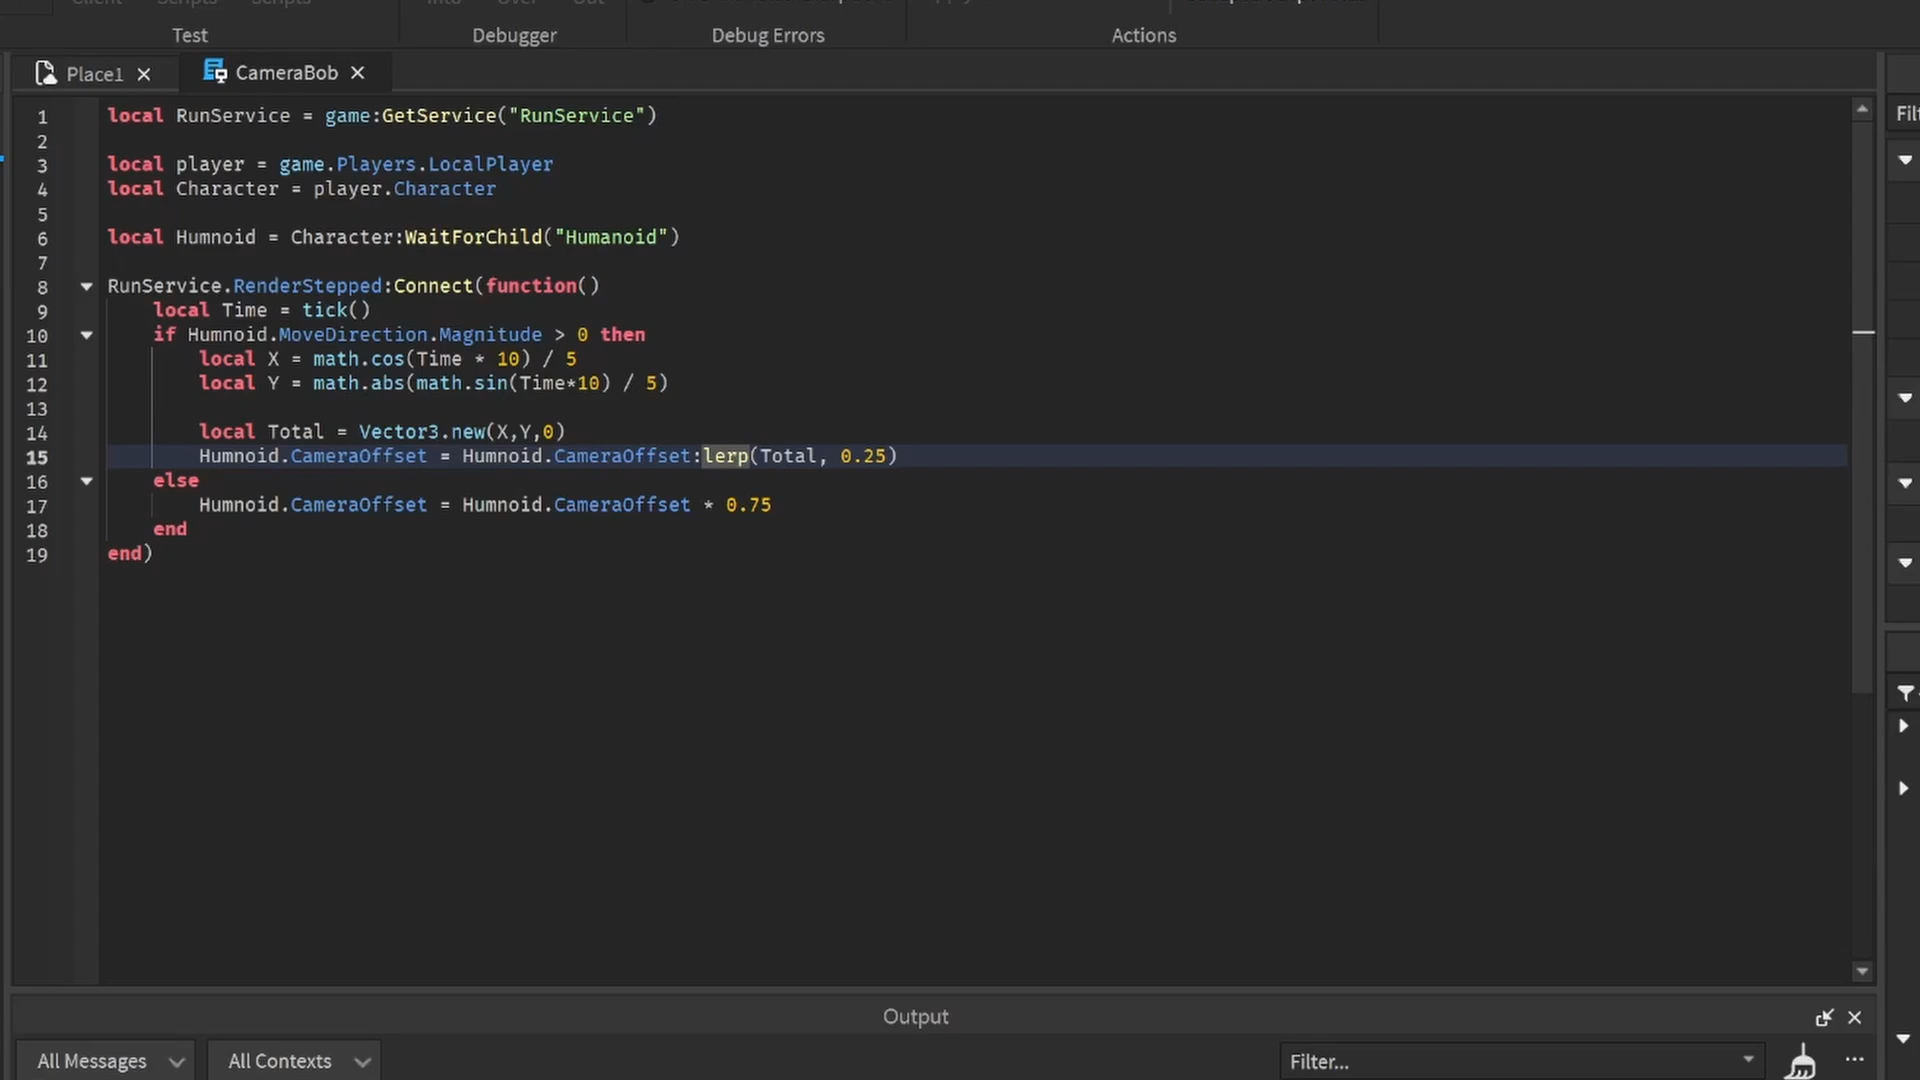 Test
Debugger
Debug Errors
Actions
Place1
CameraBob
1 local RunService = game:GetService("RunService")
2
3 local player = game.Players.LocalPlayer
4 local Character = player.Character
5
6 local Humnoid = Character:WaitForChild("Humanoid")
7
8 RunService.RenderStepped:Connect(function()
9 local Time = tick()
10 if Humnoid.MoveDirection.Magnitude > 0 then
11 local X = math.cos(Time * 10) / 5
12 local Y = math.abs(math.sin(Time*10) / 5)
13
14 local Total = Vector3.new(X,Y,0)
15 Humnoid.CameraOffset = Humnoid.CameraOffset:lerp(Total, 0.25)
16 else
17 Humnoid.CameraOffset = Humnoid.CameraOffset * 0.75
18 end
19 end)
Output
All Messages
All Contexts
Filter...